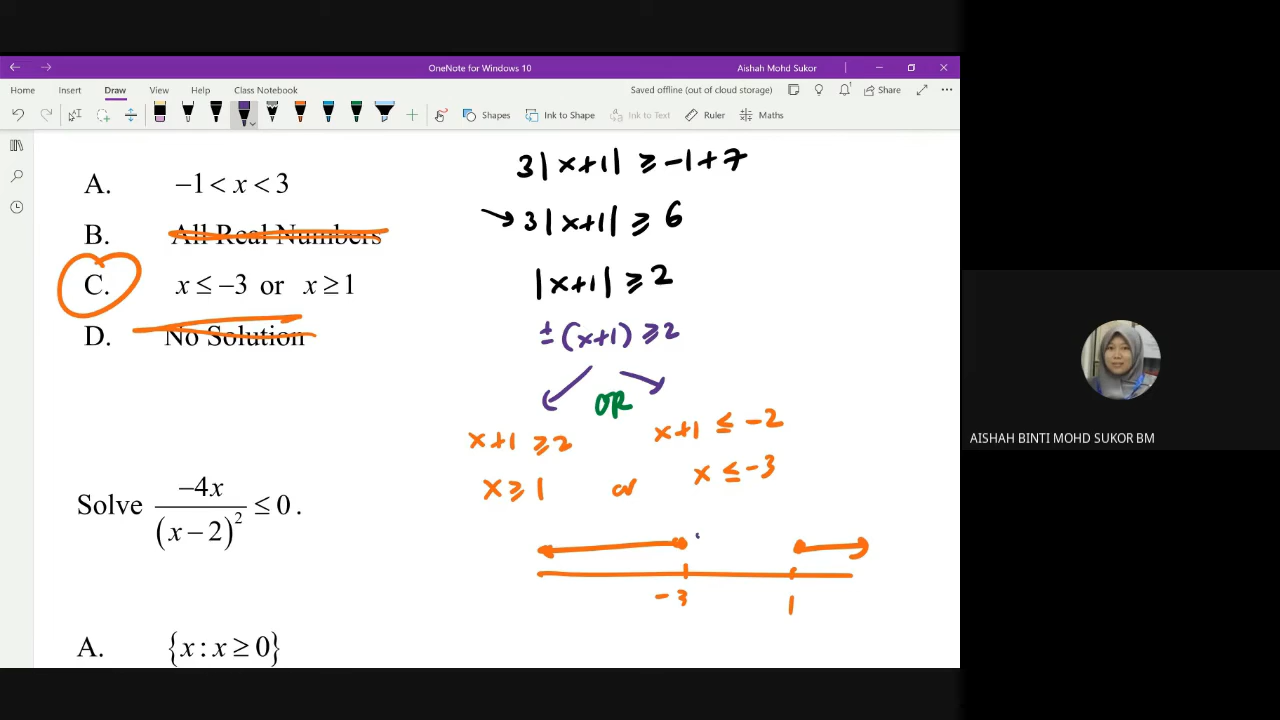 OneNote for Windows 10
Aishah Mohd Sukor
Home Insert Draw View Help Class Notebook
Saved offline (out of cloud storage) Share
Shapes Ink to Shape Ink to Text Ruler Maths
A. −1 < x < 3
B. All Real Numbers
C. x ≤ −3 or x ≥ 1
D. No Solution
3|x+1| ≥ -1+7
→ 3|x+1| ≥ 6
|x+1| ≥ 2
±(x+1) ≥ 2
OR
x+1 ≥ 2 x+1 ≤ -2
x ≥ 1 or x ≤ -3
-3 1
Solve −4x/(x−2)² ≤ 0.
A. {x : x ≥ 0}
AISHAH BINTI MOHD SUKOR BM